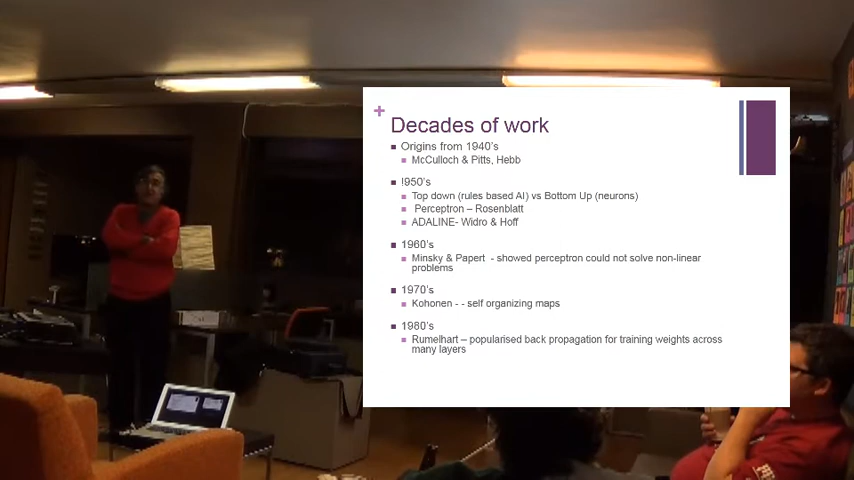 +
Decades of work
Origins from 1940's
McCulloch & Pitts, Hebb
!950's
Top down (rules based AI) vs Bottom Up (neurons)
Perceptron – Rosenblatt
ADALINE- Widro & Hoff
1960's
Minsky & Papert - showed perceptron could not solve non-linear
problems
1970's
Kohonen - - self organizing maps
1980's
Rumelhart – popularised back propagation for training weights across
many layers